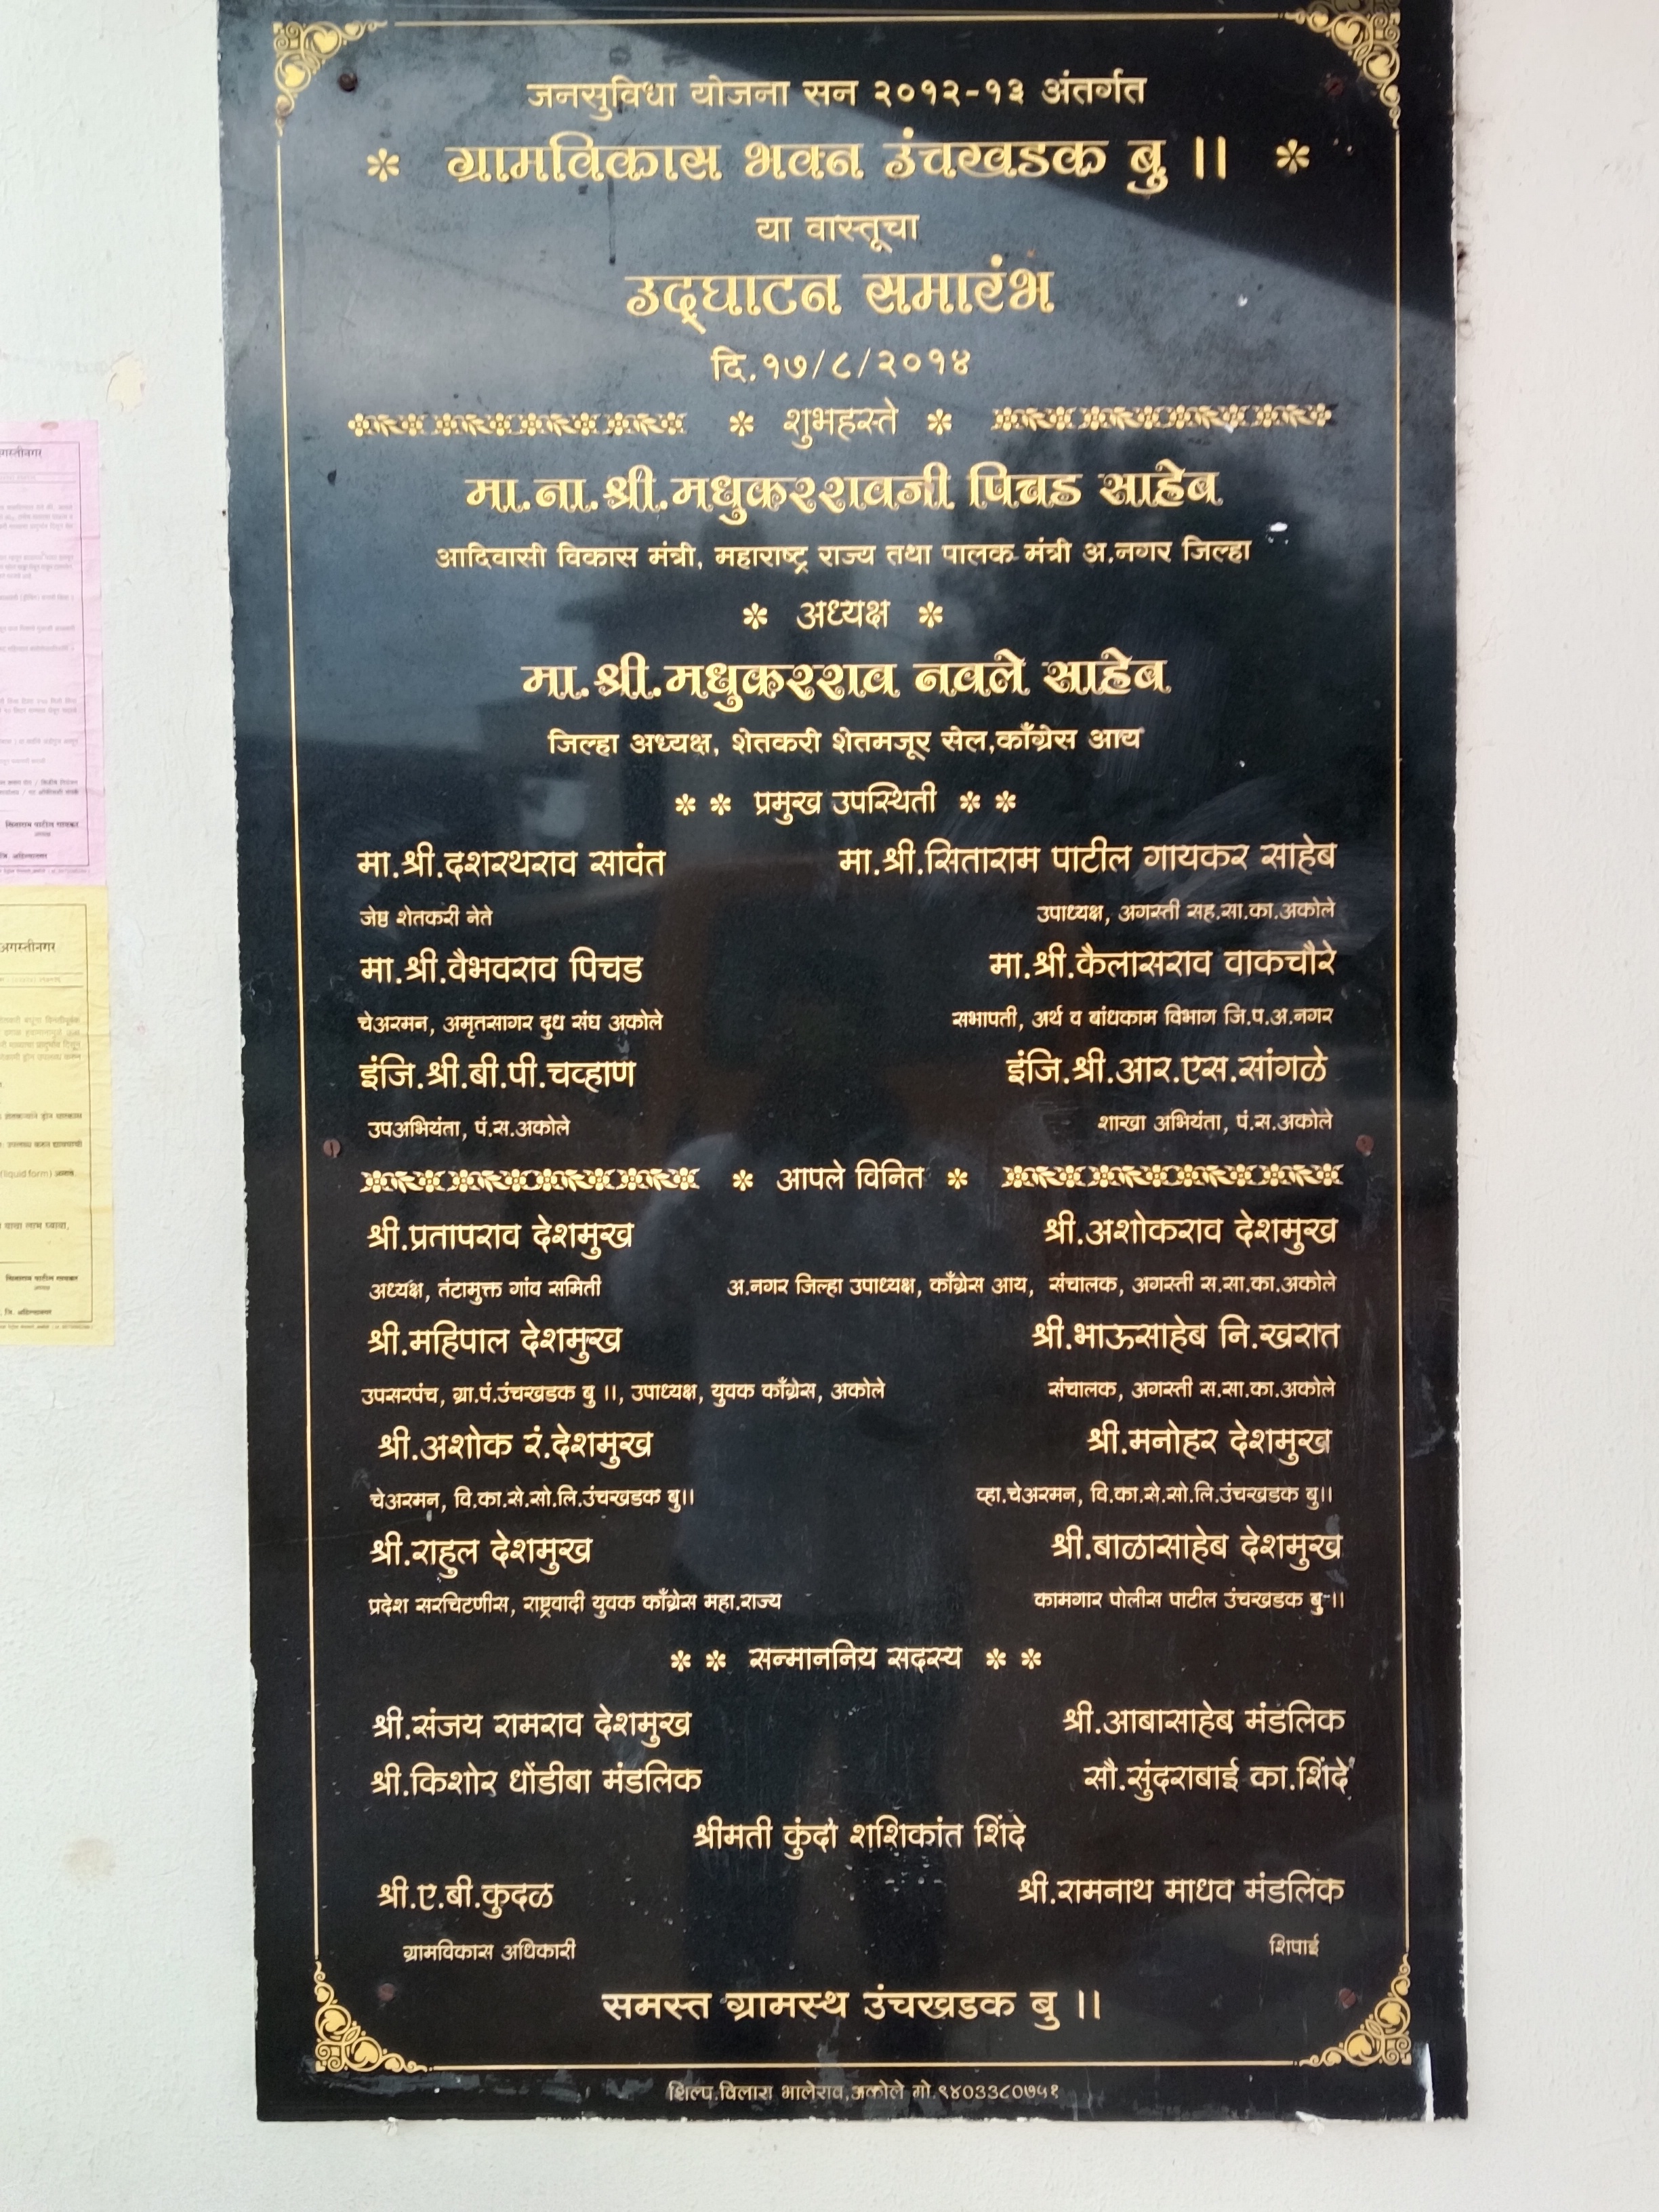 जनसुविधा योजना सन २०१२-१३ अंतर्गत
ग्रामविकास भवन उंचखडक बु ।।
या वास्तूचा
उद्‌घाटन समारंभ
दि.१७/८/२०१४
शुभहस्ते
मा.ना.श्री.मधुकररावजी पिचड साहेब
आदिवासी विकास मंत्री, महाराष्ट्र राज्य तथा पालक मंत्री अ.नगर जिल्हा
अध्यक्ष
मा.श्री.मधुकरराव नवले साहेब
जिल्हा अध्यक्ष, शेतकरी शेतमजूर सेल,काँग्रेस आय
प्रमुख उपस्थिती
मा.श्री.दशरथराव सावंत मा.श्री.सिताराम पाटील गायकर साहेब
जेष्ठ शेतकरी नेते उपाध्यक्ष, अगस्ती सह.सा.का.अकोले
मा.श्री.वैभवराव पिचड मा.श्री.कैलासराव वाकचौरे
चेअरमन, अमृतसागर दुध संघ अकोले सभापती, अर्थ व बांधकाम विभाग जि.प.अ.नगर
इंजि.श्री.बी.पी.चव्हाण इंजि.श्री.आर.एस.सांगळे
उपअभियंता, पं.स.अकोले शाखा अभियंता, पं.स.अकोले
आपले विनित
श्री.प्रतापराव देशमुख श्री.अशोकराव देशमुख
अध्यक्ष, तंटामुक्त गांव समिती अ.नगर जिल्हा उपाध्यक्ष, काँग्रेस आय, संचालक, अगस्ती स.सा.का.अकोले
श्री.महिपाल देशमुख श्री.भाऊसाहेब नि.खरात
उपसरपंच, ग्रा.पं.उंचखडक बु ।।, उपाध्यक्ष, युवक काँग्रेस, अकोले संचालक, अगस्ती स.सा.का.अकोले
श्री.अशोक रं.देशमुख श्री.मनोहर देशमुख
चेअरमन, वि.का.से.सो.लि.उंचखडक बु।। व्हा.चेअरमन, वि.का.से.सो.लि.उंचखडक बु।।
श्री.राहुल देशमुख श्री.बाळासाहेब देशमुख
प्रदेश सरचिटणीस, राष्ट्रवादी युवक काँग्रेस महा.राज्य कामगार पोलीस पाटील उंचखडक बु।।
सन्माननिय सदस्य
श्री.संजय रामराव देशमुख श्री.आबासाहेब मंडलिक
श्री.किशोर धोंडीबा मंडलिक सौ.सुंदराबाई का.शिंदे
श्रीमती कुंदा शशिकांत शिंदे
श्री.ए.बी.कुदळ श्री.रामनाथ माधव मंडलिक
ग्रामविकास अधिकारी शिपाई
समस्त ग्रामस्थ उंचखडक बु ।।
शिल्प.विलास भालेराव,अकोले मो.९४०३३८०७५१
अगस्तीनगर
(liquid form)